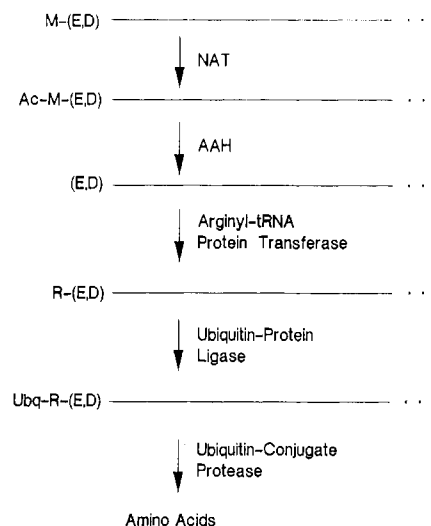 M-(E,D)
NAT
Ac-M-(E,D)
AAH
(E,D)
Arginyl-tRNA
Protein Transferase
R-(E,D)
Ubiquitin-Protein
Ligase
Ubq-R-(E,D)
Ubiquitin-Conjugate
Protease
Amino Acids